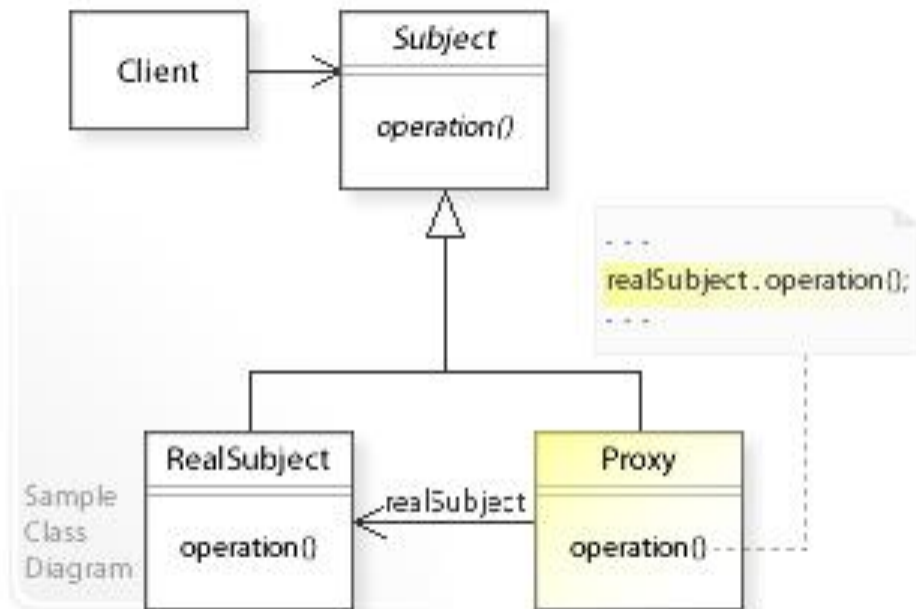 Client
Subject
operation()
- - -
realSubject.operation();
- - -
RealSubject
operation()
realSubject
Proxy
operation()
Sample
Class
Diagram